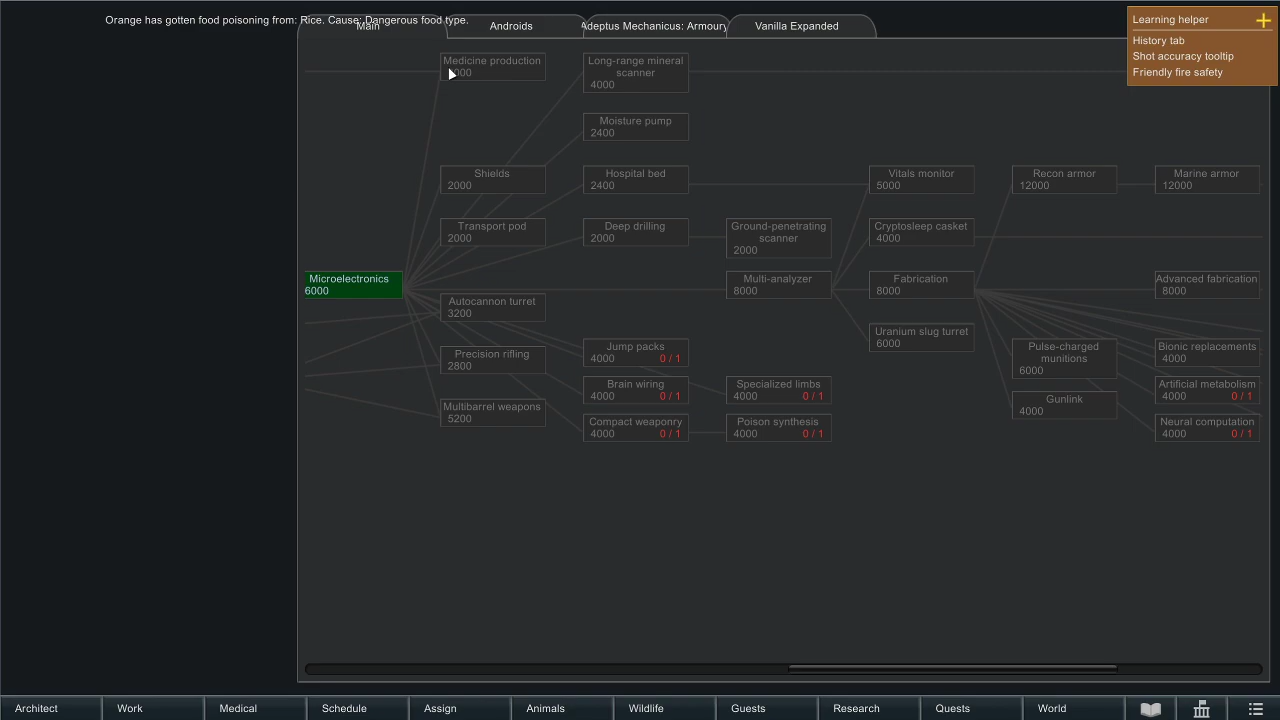 Orange has gotten food poisoning from: Rice. Cause: Dangerous food type.
Main
Androids
Adeptus Mechanicus: Armoury
Vanilla Expanded
Learning helper
History tab
Shot accuracy tooltip
Friendly fire safety
Medicine production
Long-range mineral
scanner
4000
Moisture pump
2400
Shields
2000
Hospital bed
2400
Vitals monitor
5000
Recon armor
12000
Marine armor
12000
Transport pod
2000
Deep drilling
2000
Ground-penetrating
scanner
2000
Cryptosleep casket
4000
Microelectronics
6000
Multi-analyzer
8000
Fabrication
8000
Advanced fabrication
8000
Autocannon turret
3200
Uranium slug turret
6000
Precision rifling
2800
Jump packs
4000 0 / 1
Pulse-charged
munitions
6000
Bionic replacements
4000
Brain wiring
4000 0 / 1
Specialized limbs
4000 0 / 1
Artificial metabolism
4000 0 / 1
Gunlink
4000
Multibarrel weapons
5200
Compact weaponry
4000 0 / 1
Poison synthesis
4000 0 / 1
Neural computation
4000 0 / 1
Architect
Work
Medical
Schedule
Assign
Animals
Wildlife
Guests
Research
Quests
World